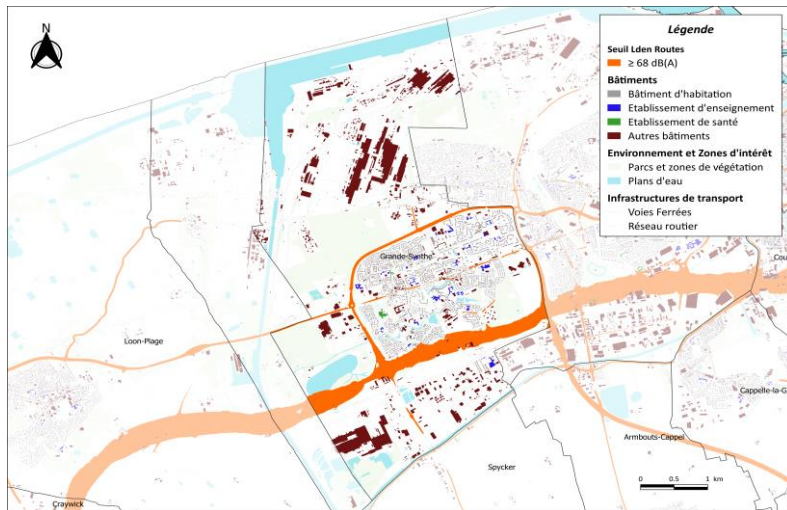 N
Légende
Seuil Lden Routes
≥ 68 dB(A)
Bâtiments
Bâtiment d'habitation
Etablissement d'enseignement
Etablissement de santé
Autres bâtiments
Environnement et Zones d'intérêt
Parcs et zones de végétation
Plans d'eau
Infrastructures de transport
Voies Ferrées
Réseau routier
Grande-Synthe
Cou
Loon-Plage
Cappelle-la-G
Armbouts-Cappel
Spycker
Craywick
0 0.5 1 km